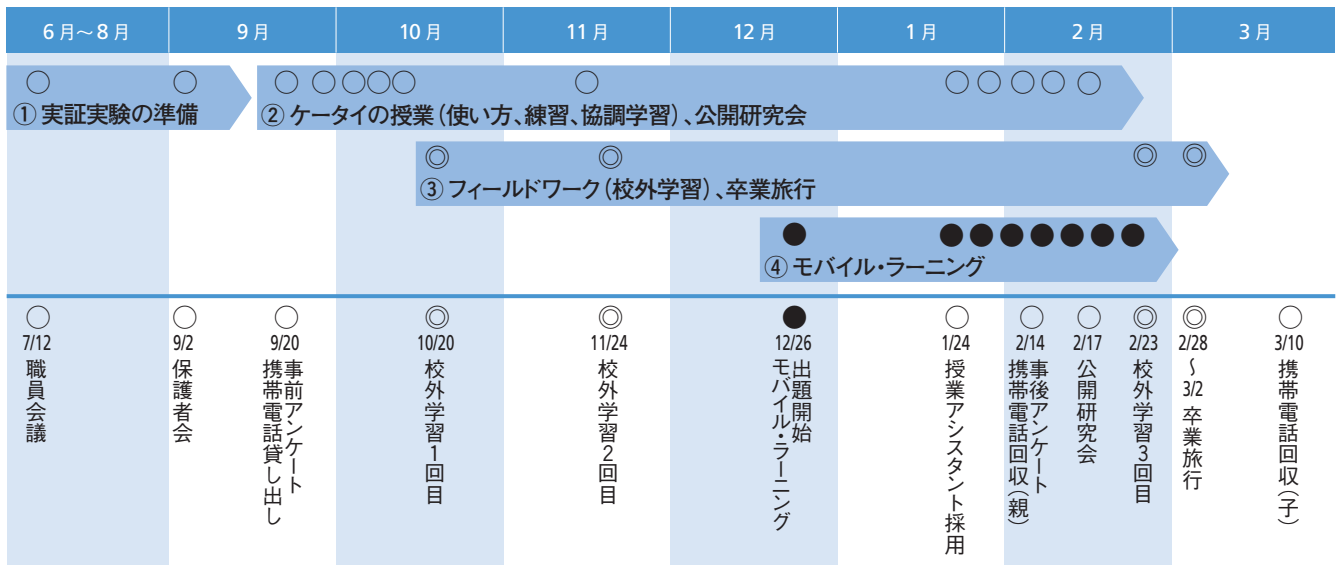 6月～8月
9月
10月
11月
12月
1月
2月
3月
○ ○
① 実証実験の準備
○ ○ ○○○ ○ ○ ○ ○ ○ ○
② ケータイの授業（使い方、練習、協調学習）、公開研究会
◎ ◎ ◎ ◎
③ フィールドワーク（校外学習）、卒業旅行
● ● ● ● ● ● ● ●
④ モバイル・ラーニング
○
7/12
職員会議
○
9/2
保護者会
○
9/20
事前アンケート
携帯電話貸し出し
◎
10/20
校外学習1回目
◎
11/24
校外学習2回目
●
12/26
出題開始
モバイル・ラーニング
○
1/24
授業アシスタント採用
○
2/14
事後アンケート
携帯電話回収（親）
○
2/17
公開研究会
◎
2/23
校外学習3回目
◎
2/28
～
3/2
卒業旅行
○
3/10
携帯電話回収（子）